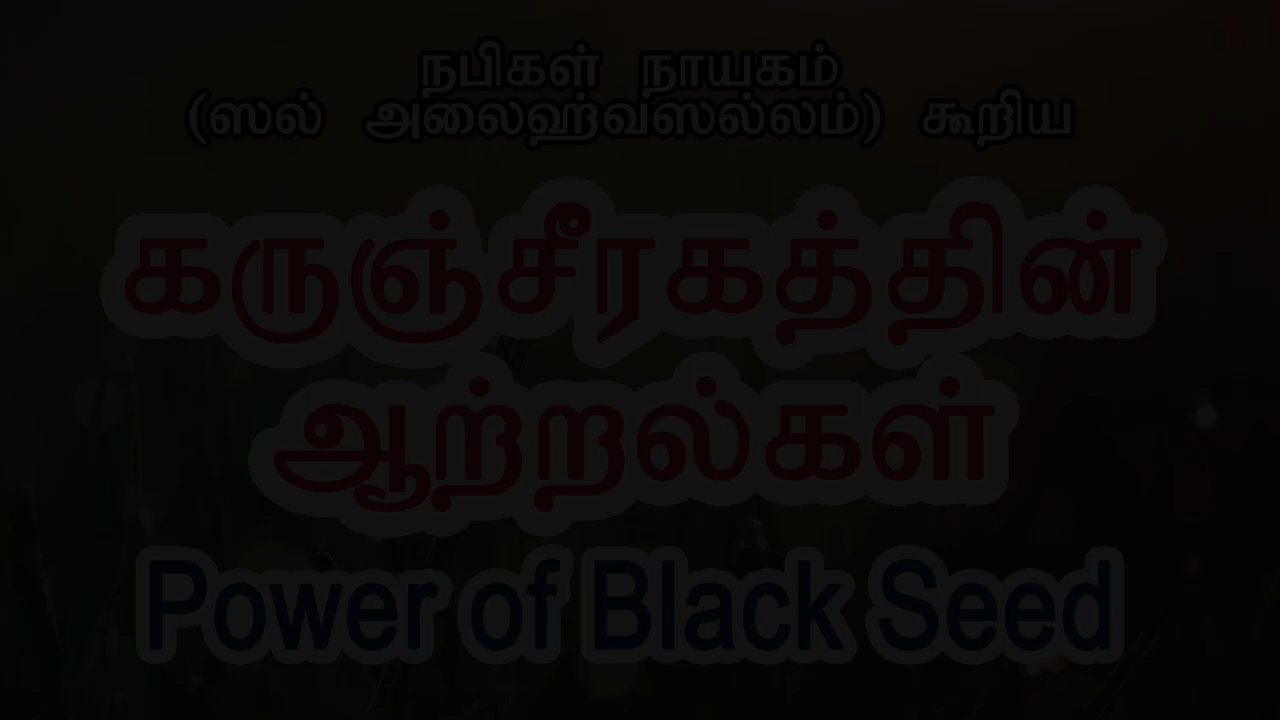 நபிகள் நாயகம்
(ஸல் அலைஹ்வஸல்லம்) கூறிய
கருஞ்சீரகத்தின்
ஆற்றல்கள்
Power of Black Seed